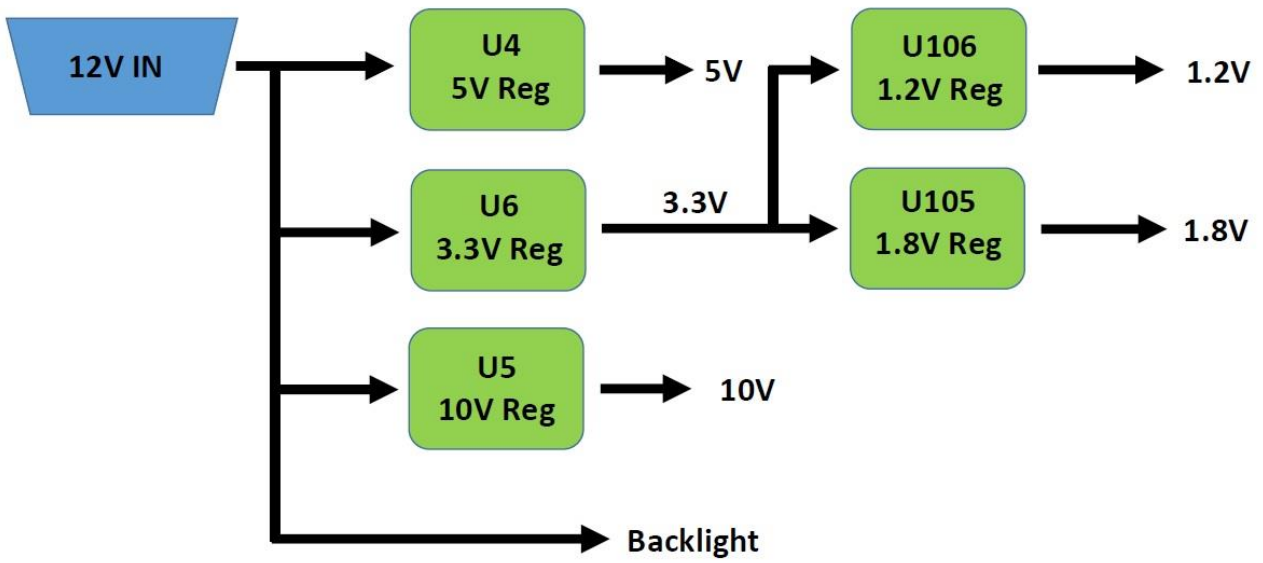 12V IN
U4
5V Reg
5V
U106
1.2V Reg
1.2V
U6
3.3V Reg
3.3V
U105
1.8V Reg
1.8V
U5
10V Reg
10V
Backlight